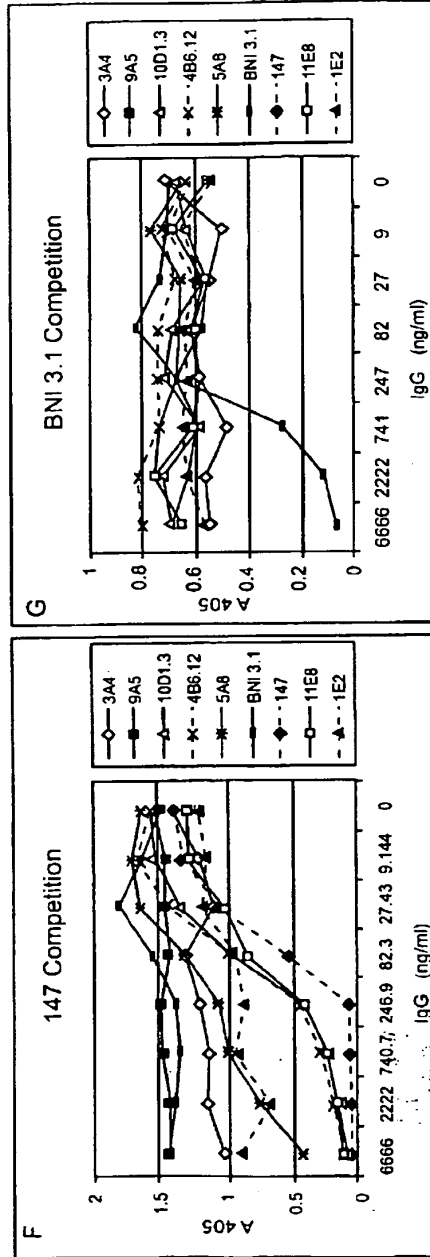 F
147 Competition
A 405
2
1.5
1
0.5
0
6666 2222 740.7 246.9 82.3 27.43 9.144 0
IgG (ng/ml)
3A4
9A5
10D1.3
4B6.12
5A8
BNI 3.1
147
11E8
1E2
G
BNI 3.1 Competition
A 405
1
0.8
0.6
0.4
0.2
0
6666 2222 741 247 82 27 9 0
IgG (ng/ml)
3A4
9A5
10D1.3
4B6.12
5A8
BNI 3.1
147
11E8
1E2